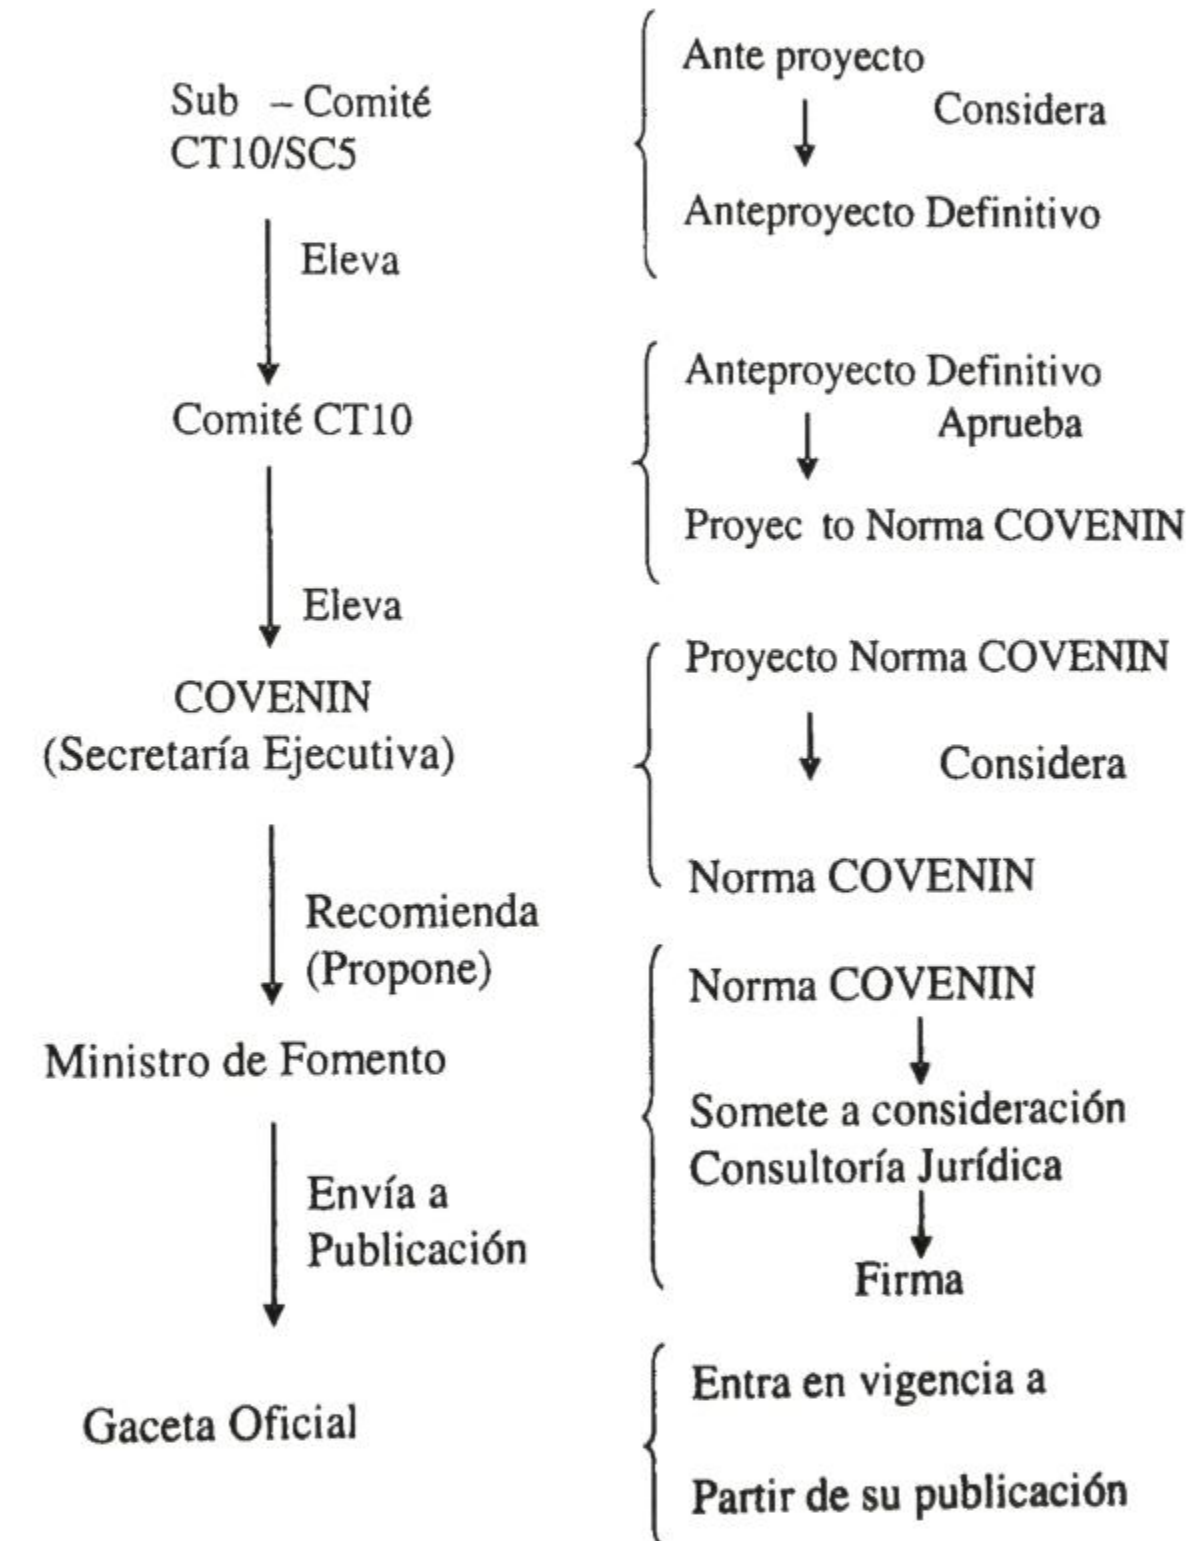 Sub – Comité
CT10/SC5
Ante proyecto
Considera
Anteproyecto Definitivo
Eleva
Comité CT10
Anteproyecto Definitivo
Aprueba
Proyec to Norma COVENIN
Eleva
COVENIN
(Secretaría Ejecutiva)
Proyecto Norma COVENIN
Considera
Norma COVENIN
Recomienda
(Propone)
Ministro de Fomento
Norma COVENIN
Somete a consideración
Consultoría Jurídica
Firma
Envía a
Publicación
Gaceta Oficial
Entra en vigencia a
Partir de su publicación